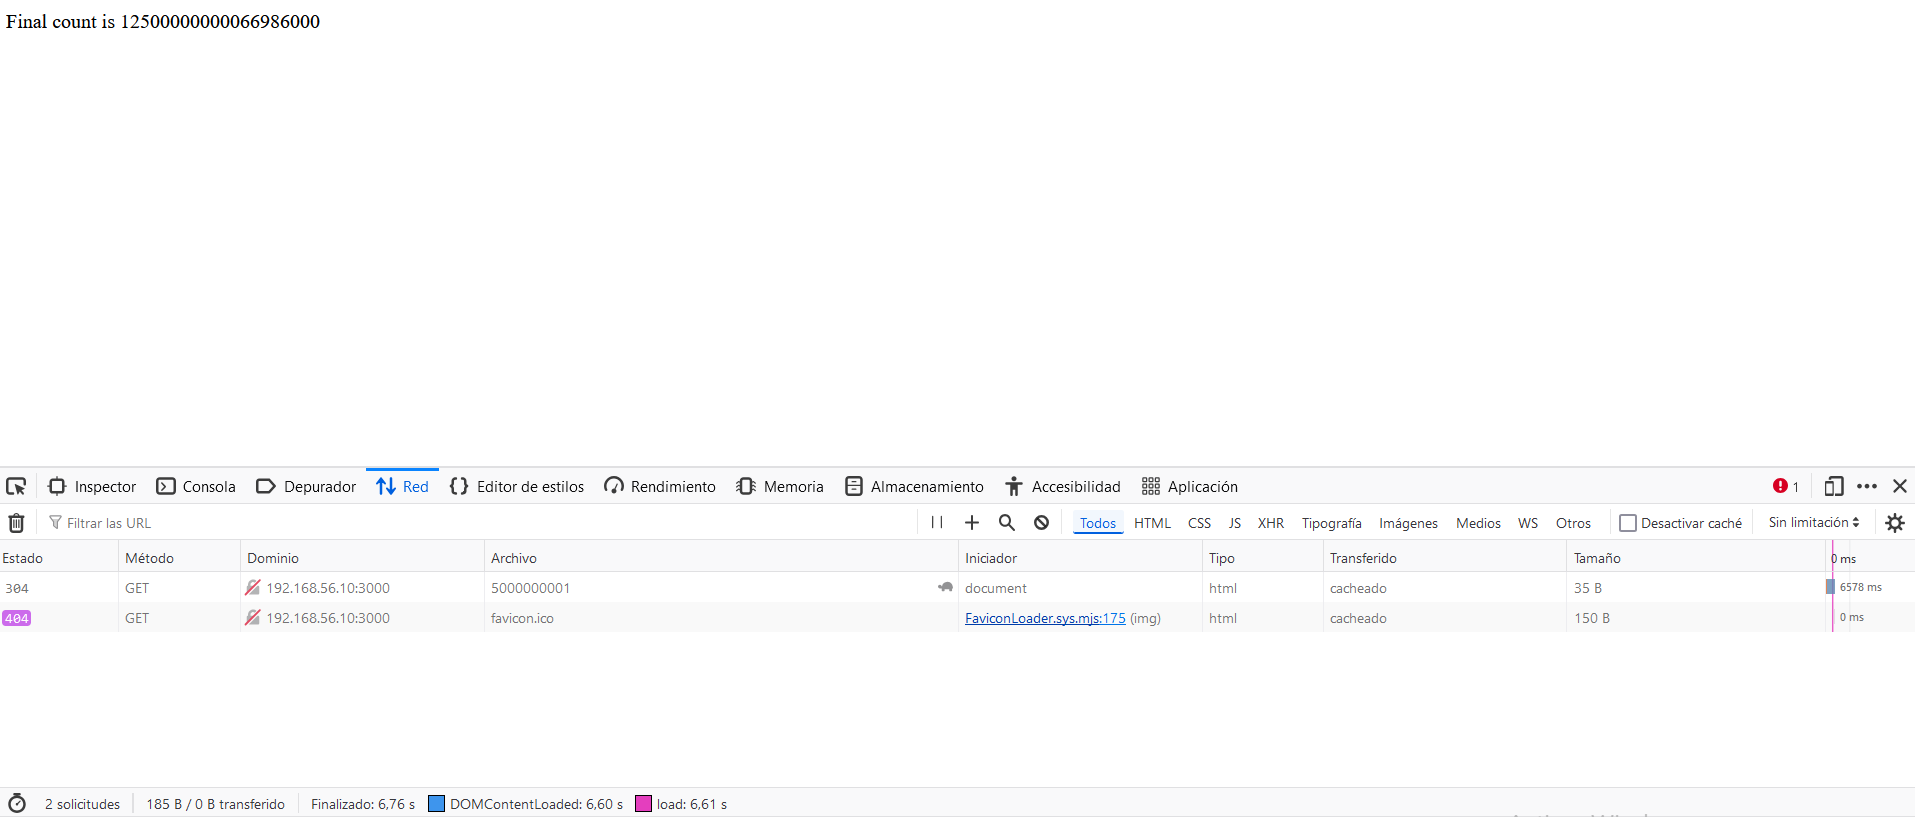 Final count is 12500000000066986000
Inspector Consola Depurador Red Editor de estilos Rendimiento Memoria Almacenamiento Accesibilidad Aplicación 1
Filtrar las URL Todos HTML CSS JS XHR Tipografía Imágenes Medios WS Otros Desactivar caché Sin limitación
Estado Método Dominio Archivo Iniciador Tipo Transferido Tamaño 0 ms
304 GET 192.168.56.10:3000 5000000001 document html cacheado 35 B 6578 ms
404 GET 192.168.56.10:3000 favicon.ico FaviconLoader.sys.mjs:175 (img) html cacheado 150 B 0 ms
2 solicitudes 185 B / 0 B transferido Finalizado: 6,76 s DOMContentLoaded: 6,60 s load: 6,61 s